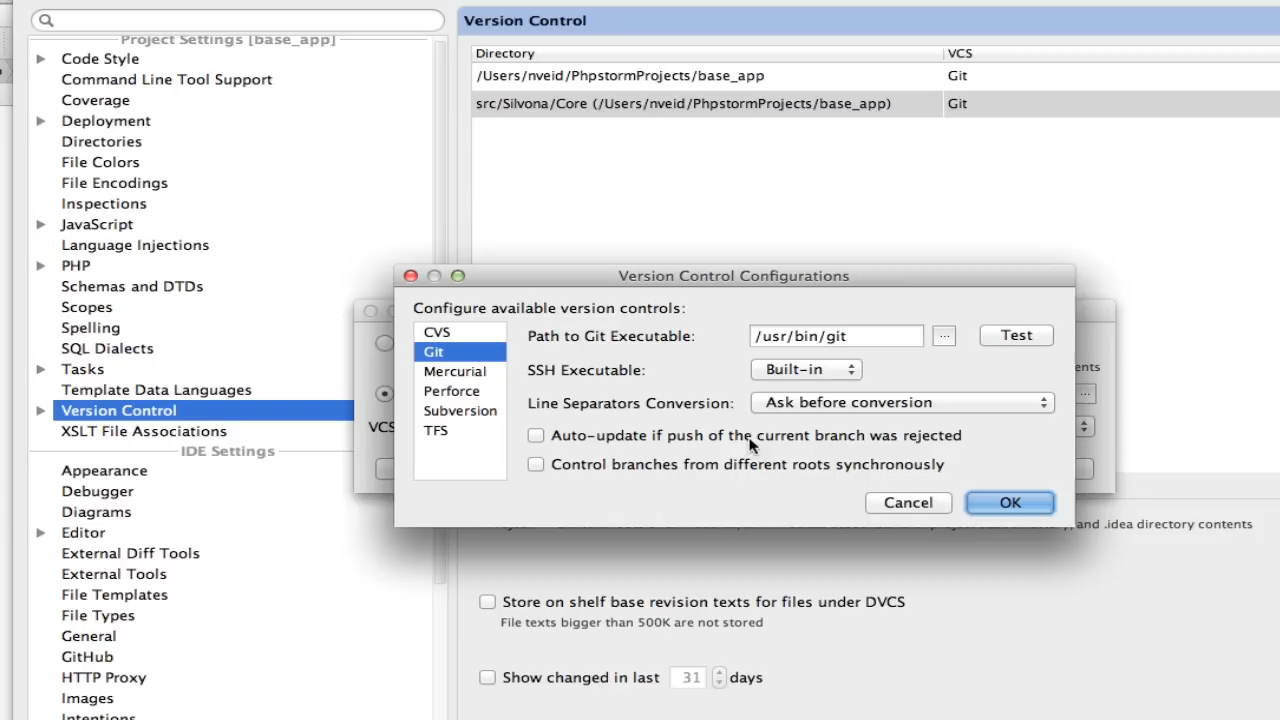 Project Settings [base_app]
Code Style
Command Line Tool Support
Coverage
Deployment
Directories
File Colors
File Encodings
Inspections
JavaScript
Language Injections
PHP
Schemas and DTDs
Scopes
Spelling
SQL Dialects
Tasks
Template Data Languages
Version Control
XSLT File Associations
IDE Settings
Appearance
Debugger
Diagrams
Editor
External Diff Tools
External Tools
File Templates
File Types
General
GitHub
HTTP Proxy
Images
Intentions
Version Control
Directory VCS
/Users/nveid/PhpstormProjects/base_app Git
src/Silvona/Core (/Users/nveid/PhpstormProjects/base_app) Git
Version Control Configurations
Configure available version controls:
CVS
Git
Mercurial
Perforce
Subversion
TFS
Path to Git Executable: /usr/bin/git ... Test
SSH Executable: Built-in
Line Separators Conversion: Ask before conversion
Auto-update if push of the current branch was rejected
Control branches from different roots synchronously
Cancel OK
ents
...
VCS
and .idea directory contents
Store on shelf base revision texts for files under DVCS
File texts bigger than 500K are not stored
Show changed in last 31 days